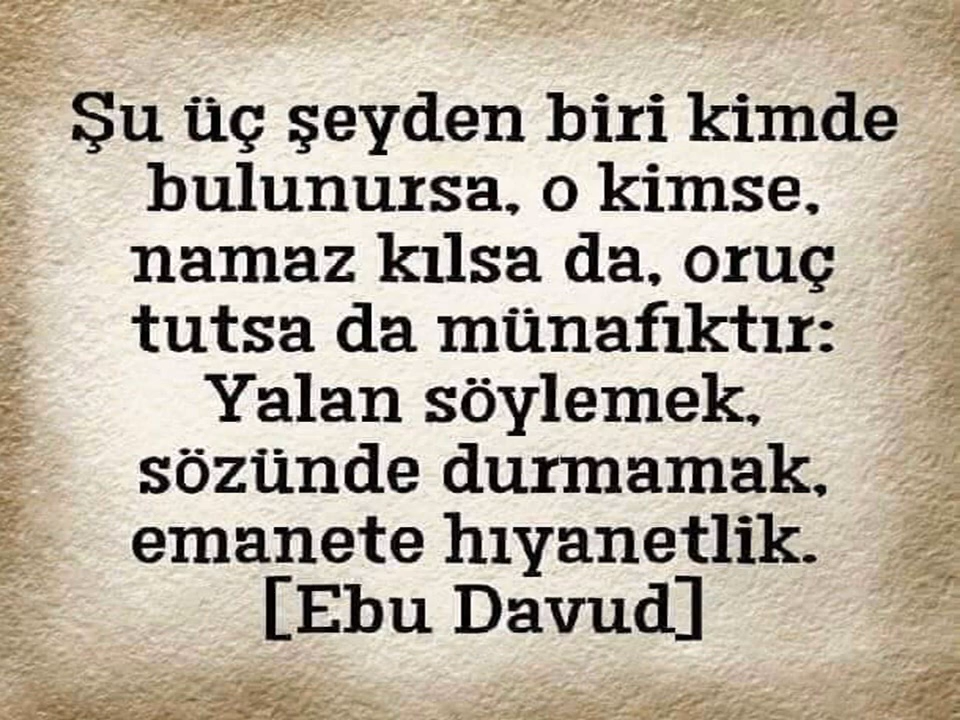 Şu üç şeyden biri kimde
bulunursa, o kimse,
namaz kılsa da, oruç
tutsa da münafıktır:
Yalan söylemek,
sözünde durmamak,
emanete hıyanetlik.
[Ebu Davud]